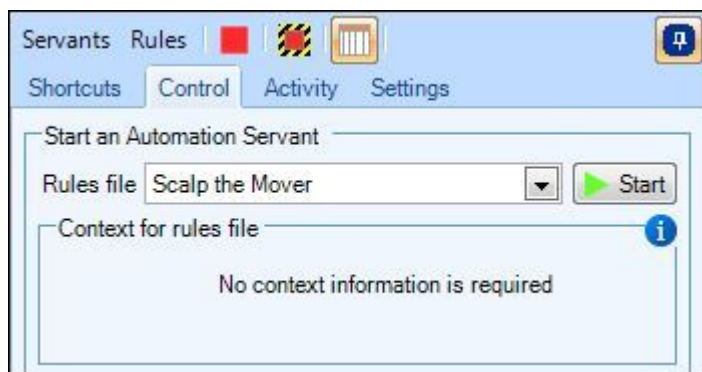 Servants Rules
Shortcuts Control Activity Settings
Start an Automation Servant
Rules file Scalp the Mover Start
Context for rules file
No context information is required